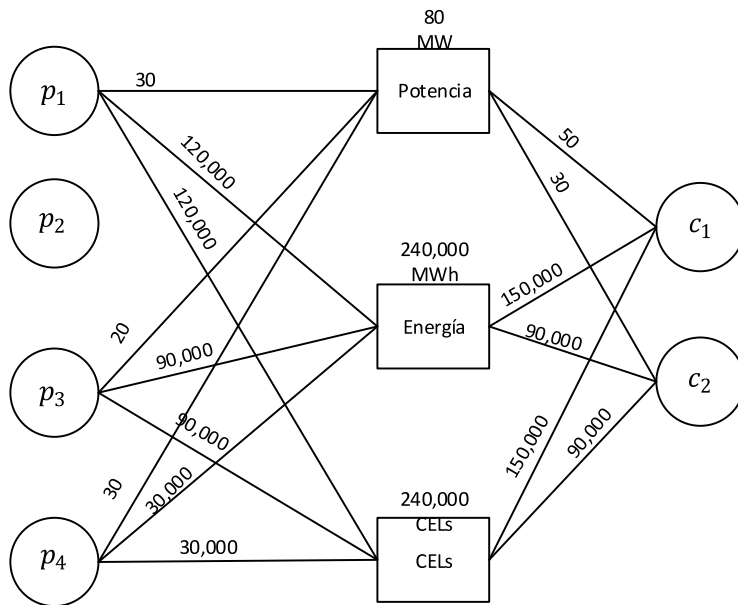 80
MW
p₁
30
Potencia
120,000
50
120,000
30
p₂
c₁
240,000
MWh
150,000
Energía
20
90,000
90,000
p₃
c₂
90,000
150,000
90,000
30
30,000
240,000
CELs
p₄
30,000
CELs